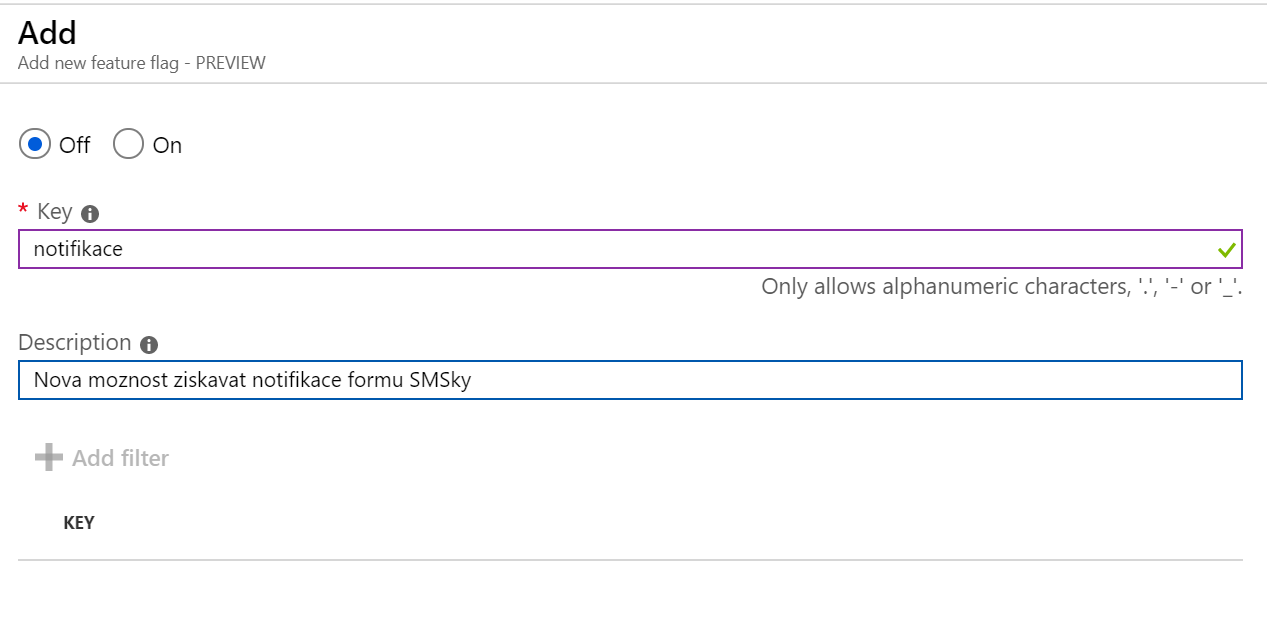 Add
Add new feature flag - PREVIEW
Off On
* Key
notifikace
Only allows alphanumeric characters, '.', '-' or '_'.
Description
Nova moznost ziskavat notifikace formu SMSky
Add filter
KEY